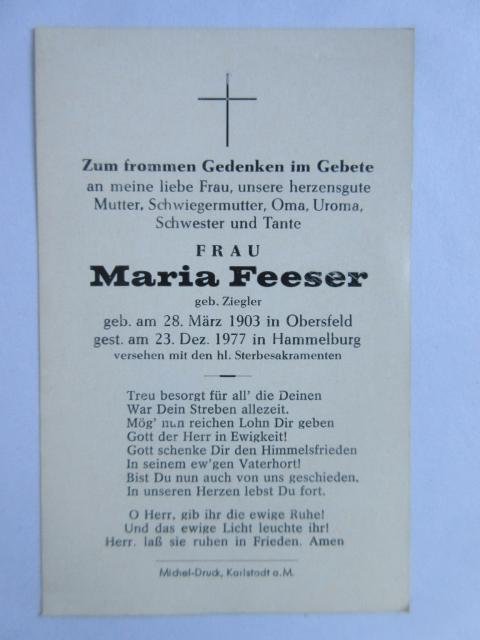 Zum frommen Gedenken im Gebete
an meine liebe Frau, unsere herzensgute
Mutter, Schwiegermutter, Oma, Uroma,
Schwester und Tante
FRAU
Maria Feeser
geb. Ziegler
geb. am 28. März 1903 in Obersfeld
gest. am 23. Dez. 1977 in Hammelburg
versehen mit den hl. Sterbesakramenten
Treu besorgt für all' die Deinen
War Dein Streben allezeit.
Mög' nun reichen Lohn Dir geben
Gott der Herr in Ewigkeit!
Gott schenke Dir den Himmelsfrieden
In seinem ew'gen Vaterhort!
Bist Du nun auch von uns geschieden,
In unseren Herzen lebst Du fort.
O Herr, gib ihr die ewige Ruhe!
Und das ewige Licht leuchte ihr!
Herr, laß sie ruhen in Frieden. Amen
Michel-Druck, Karlstadt a.M.